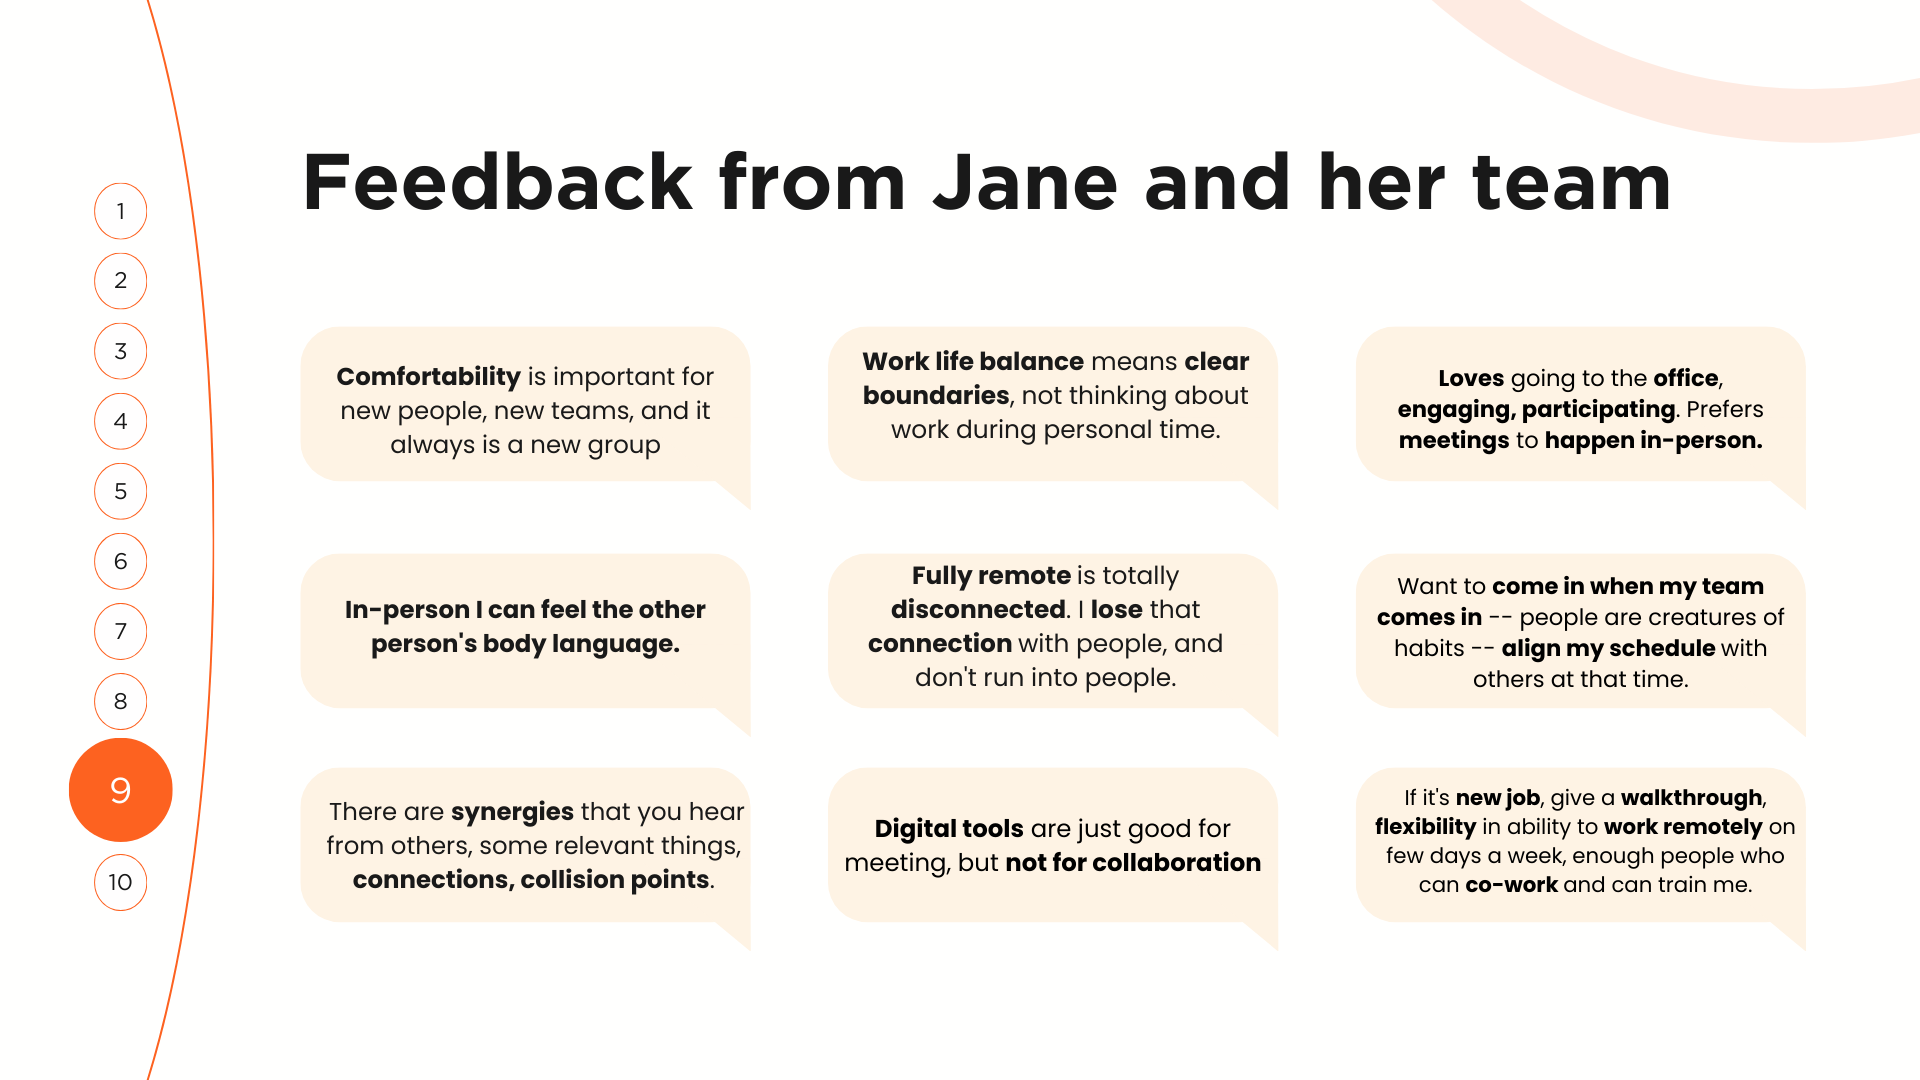 Feedback from Jane and her team
1
2
3
4
5
6
7
8
9
10
Comfortability is important for
new people, new teams, and it
always is a new group
Work life balance means clear
boundaries, not thinking about
work during personal time.
Loves going to the office,
engaging, participating. Prefers
meetings to happen in-person.
In-person I can feel the other
person's body language.
Fully remote is totally
disconnected. I lose that
connection with people, and
don't run into people.
Want to come in when my team
comes in -- people are creatures of
habits -- align my schedule with
others at that time.
There are synergies that you hear
from others, some relevant things,
connections, collision points.
Digital tools are just good for
meeting, but not for collaboration
If it's new job, give a walkthrough,
flexibility in ability to work remotely on
few days a week, enough people who
can co-work and can train me.